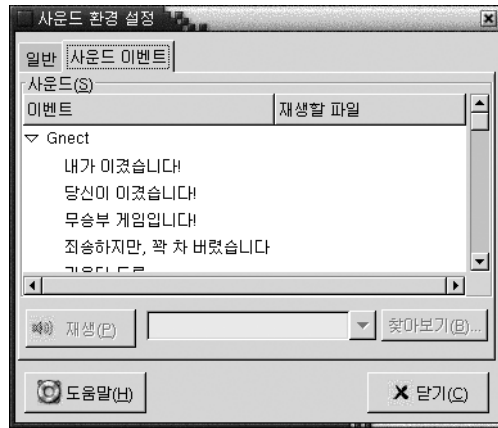 사운드 환경 설정
일반 사운드 이벤트
사운드(S)
이벤트 재생할 파일
Gnect
내가 이겼습니다!
당신이 이겼습니다!
무승부 게임입니다!
죄송하지만, 꽉 차 버렸습니다
재생(P) 찾아보기(B)...
도움말(H) 닫기(C)